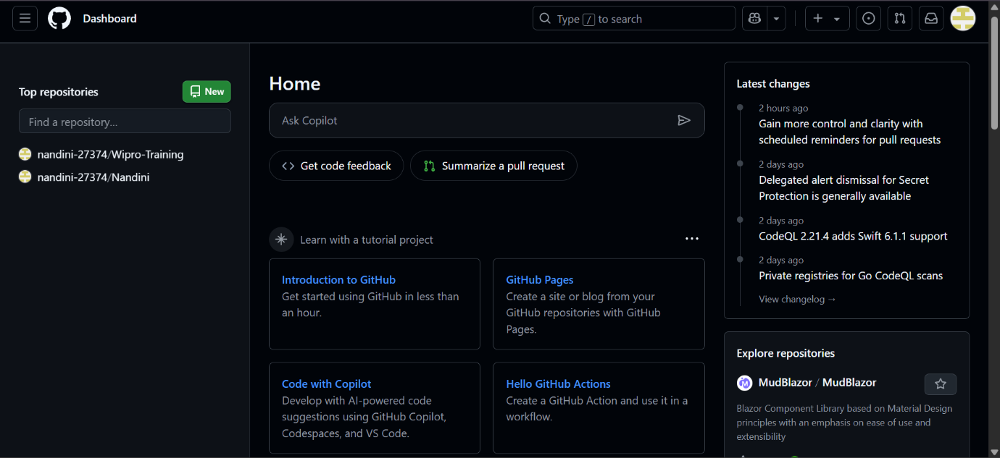 Dashboard
Type / to search
Top repositories
New
Find a repository...
nandini-27374/Wipro-Training
nandini-27374/Nandini
Home
Ask Copilot
Get code feedback
Summarize a pull request
Learn with a tutorial project
Introduction to GitHub
Get started using GitHub in less than
an hour.
GitHub Pages
Create a site or blog from your
GitHub repositories with GitHub
Pages.
Code with Copilot
Develop with AI-powered code
suggestions using GitHub Copilot,
Codespaces, and VS Code.
Hello GitHub Actions
Create a GitHub Action and use it in a
workflow.
Latest changes
2 hours ago
Gain more control and clarity with
scheduled reminders for pull requests
2 days ago
Delegated alert dismissal for Secret
Protection is generally available
2 days ago
CodeQL 2.21.4 adds Swift 6.1.1 support
2 days ago
Private registries for Go CodeQL scans
View changelog →
Explore repositories
MudBlazor / MudBlazor
Blazor Component Library based on Material Design
principles with an emphasis on ease of use and
extensibility